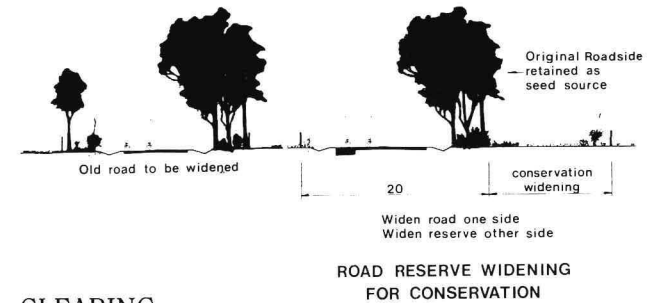 Original Roadside
retained as
seed source
Old road to be widened
conservation
widening
20
Widen road one side
Widen reserve other side
ROAD RESERVE WIDENING
FOR CONSERVATION
CLEARING